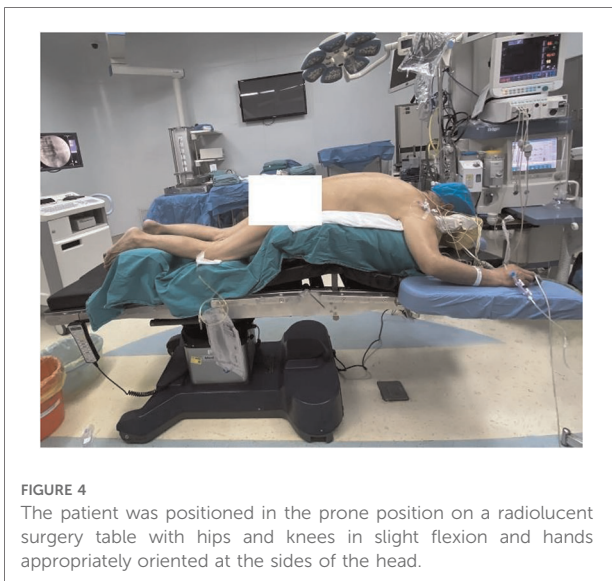 FIGURE 4
The patient was positioned in the prone position on a radiolucent
surgery table with hips and knees in slight flexion and hands
appropriately oriented at the sides of the head.